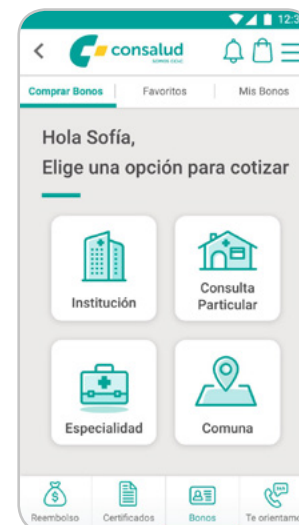 12:3
consalud
Comprar Bonos
Favoritos
Mis Bonos
Hola Sofía,
Elige una opción para cotizar
Institución
Consulta
Particular
Especialidad
Comuna
Reembolso
Certificados
Bonos
Te orientame